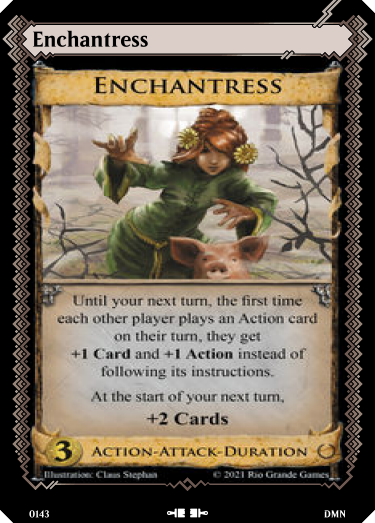 Enchantress
ENCHANTRESS
Until your next turn, the first time
each other player plays an Action card
on their turn, they get
+1 Card and +1 Action instead of
following its instructions.
At the start of your next turn,
+2 Cards
3 ACTION-ATTACK-DURATION
Illustration: Claus Stephan © 2021 Rio Grande Games
0143 DMN